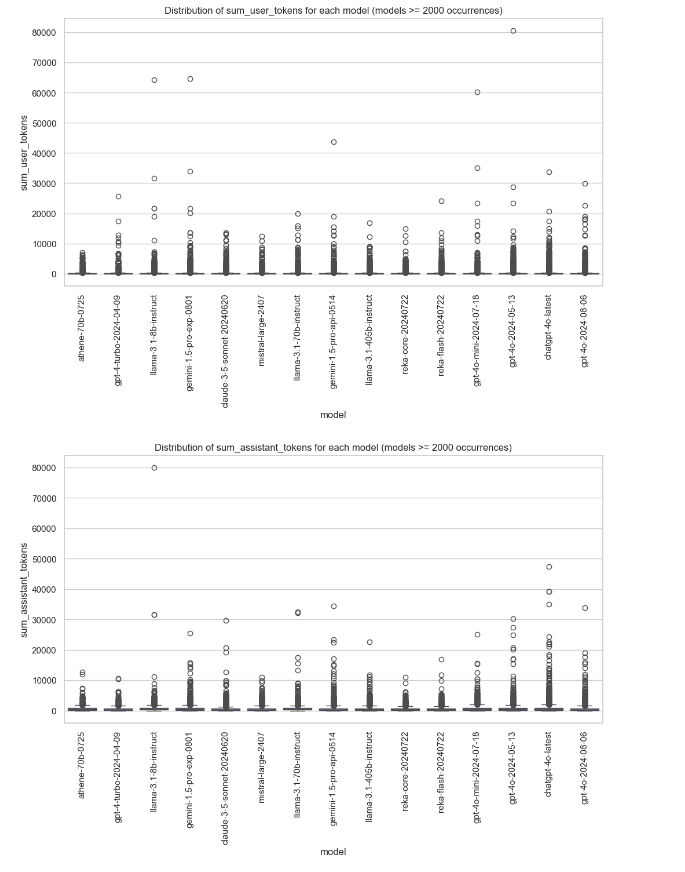 Distribution of sum_user_tokens for each model (models >= 2000 occurrences)
80000
70000
60000
50000
40000
30000
20000
10000
0
sum_user_tokens
athene-70b-0725
gpt-4-turbo-2024-04-09
llama-3.1-8b-instruct
gemini-1.5-pro-exp-0801
claude-3-5-sonnet-20240620
mistral-large-2407
llama-3.1-70b-instruct
gemini-1.5-pro-api-0514
llama-3.1-405b-instruct
reka-core-20240722
reka-flash-20240722
gpt-4o-mini-2024-07-18
gpt-4o-2024-05-13
chatgpt-4o-latest
gpt-4o-2024-08-06
model
Distribution of sum_assistant_tokens for each model (models >= 2000 occurrences)
80000
70000
60000
50000
40000
30000
20000
10000
0
sum_assistant_tokens
athene-70b-0725
gpt-4-turbo-2024-04-09
llama-3.1-8b-instruct
gemini-1.5-pro-exp-0801
claude-3-5-sonnet-20240620
mistral-large-2407
llama-3.1-70b-instruct
gemini-1.5-pro-api-0514
llama-3.1-405b-instruct
reka-core-20240722
reka-flash-20240722
gpt-4o-mini-2024-07-18
gpt-4o-2024-05-13
chatgpt-4o-latest
gpt-4o-2024-08-06
model